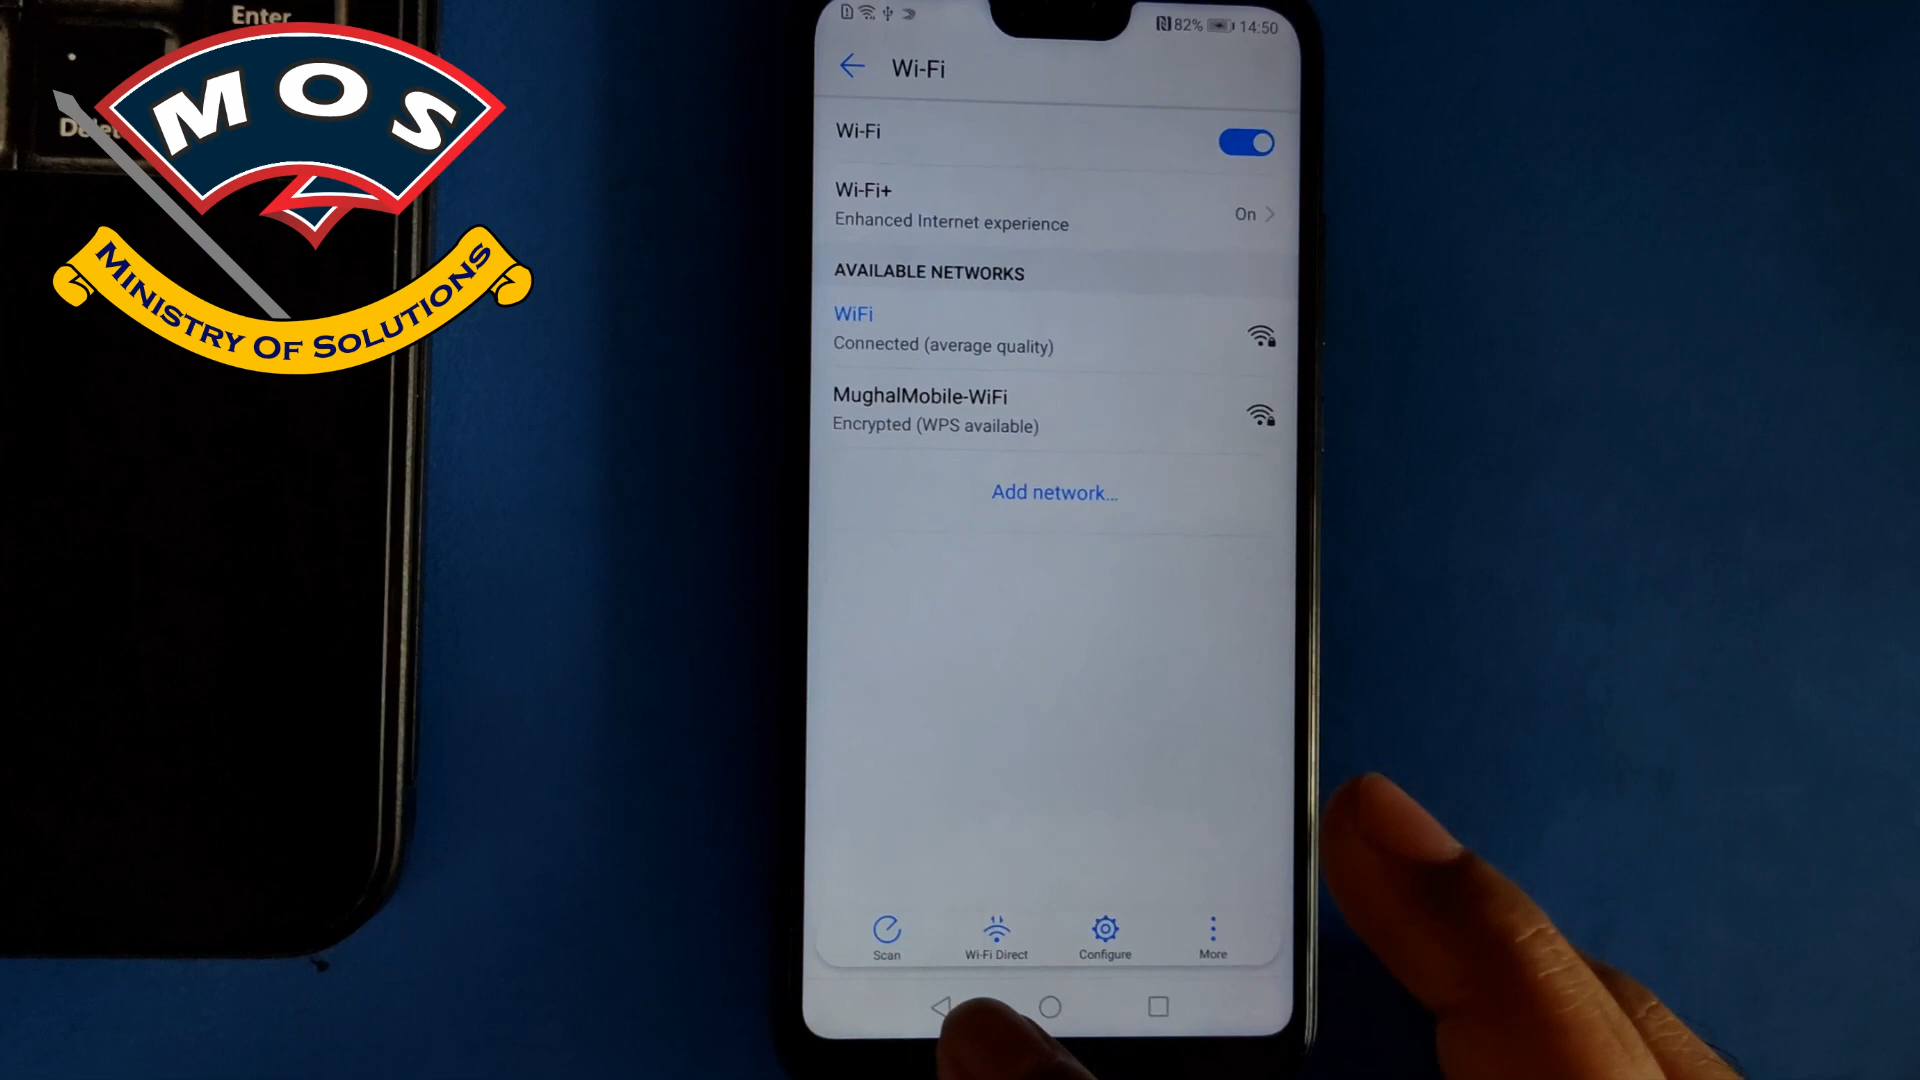 Enter
MOS
MINISTRY OF SOLUTIONS
82% 14:50
Wi-Fi
Wi-Fi
Wi-Fi+
Enhanced Internet experience
On
AVAILABLE NETWORKS
WiFi
Connected (average quality)
MughalMobile-WiFi
Encrypted (WPS available)
Add network...
Scan
Wi-Fi Direct
Configure
More